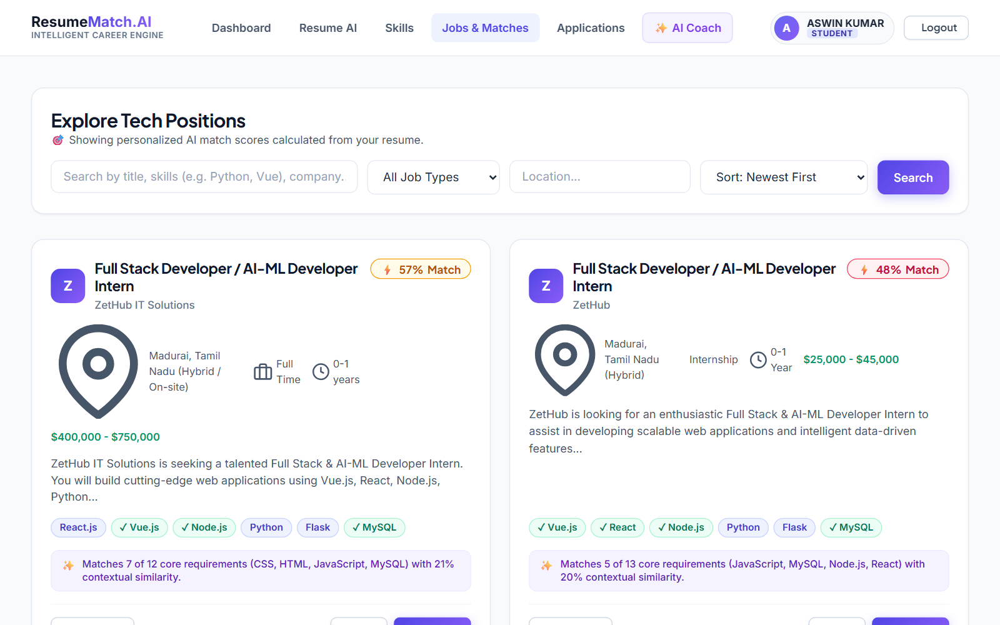 ResumeMatch.AI
INTELLIGENT CAREER ENGINE
Dashboard
Resume AI
Skills
Jobs & Matches
Applications
✨ AI Coach
A
ASWIN KUMAR
STUDENT
Logout
Explore Tech Positions
🎯 Showing personalized AI match scores calculated from your resume.
Search by title, skills (e.g. Python, Vue), company..
All Job Types
Location...
Sort: Newest First
Search
Z
Full Stack Developer / AI-ML Developer
Intern
ZetHub IT Solutions
⚡ 57% Match
Madurai, Tamil
Nadu (Hybrid /
On-site)
Full
Time
0-1
years
$400,000 - $750,000
ZetHub IT Solutions is seeking a talented Full Stack & AI-ML Developer Intern.
You will build cutting-edge web applications using Vue.js, React, Node.js,
Python...
React.js
✓ Vue.js
✓ Node.js
Python
Flask
✓ MySQL
✨ Matches 7 of 12 core requirements (CSS, HTML, JavaScript, MySQL) with 21%
contextual similarity.
Z
Full Stack Developer / AI-ML Developer
Intern
ZetHub
⚡ 48% Match
Madurai,
Tamil Nadu
(Hybrid)
Internship
0-1
Year
$25,000 - $45,000
ZetHub is looking for an enthusiastic Full Stack & AI-ML Developer Intern to
assist in developing scalable web applications and intelligent data-driven
features...
✓ Vue.js
✓ React
✓ Node.js
Python
Flask
✓ MySQL
✨ Matches 5 of 13 core requirements (JavaScript, MySQL, Node.js, React) with
20% contextual similarity.